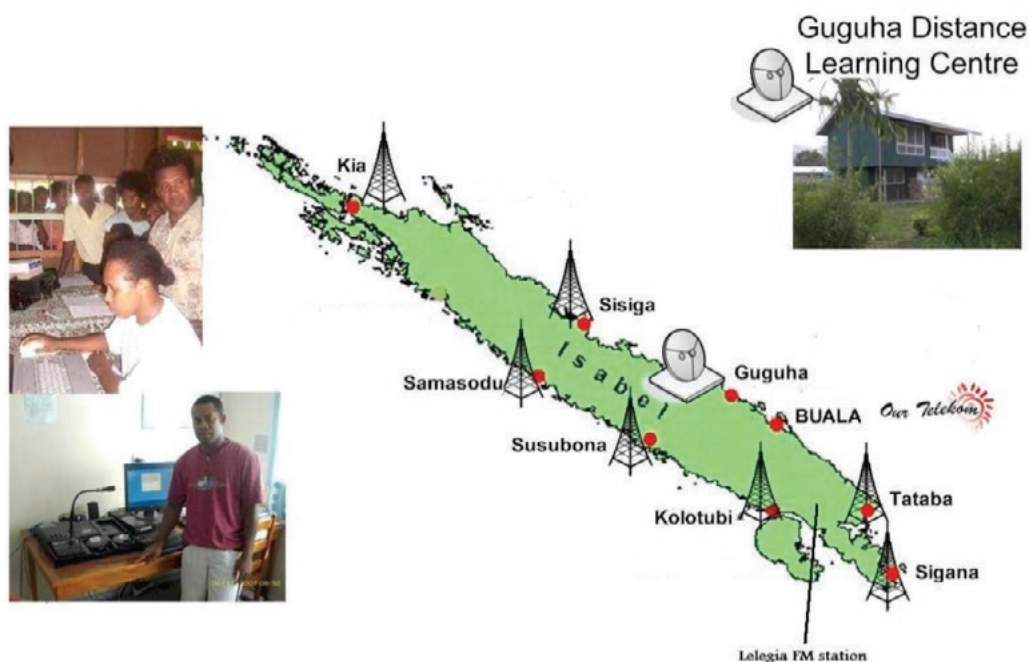 Guguha Distance
Learning Centre
Kia
Sisiga
Isabel
Samasodu
Guguha
BUALA
Our Telekom
Susubona
Kolotubi
Tataba
Sigana
Lelegia FM station